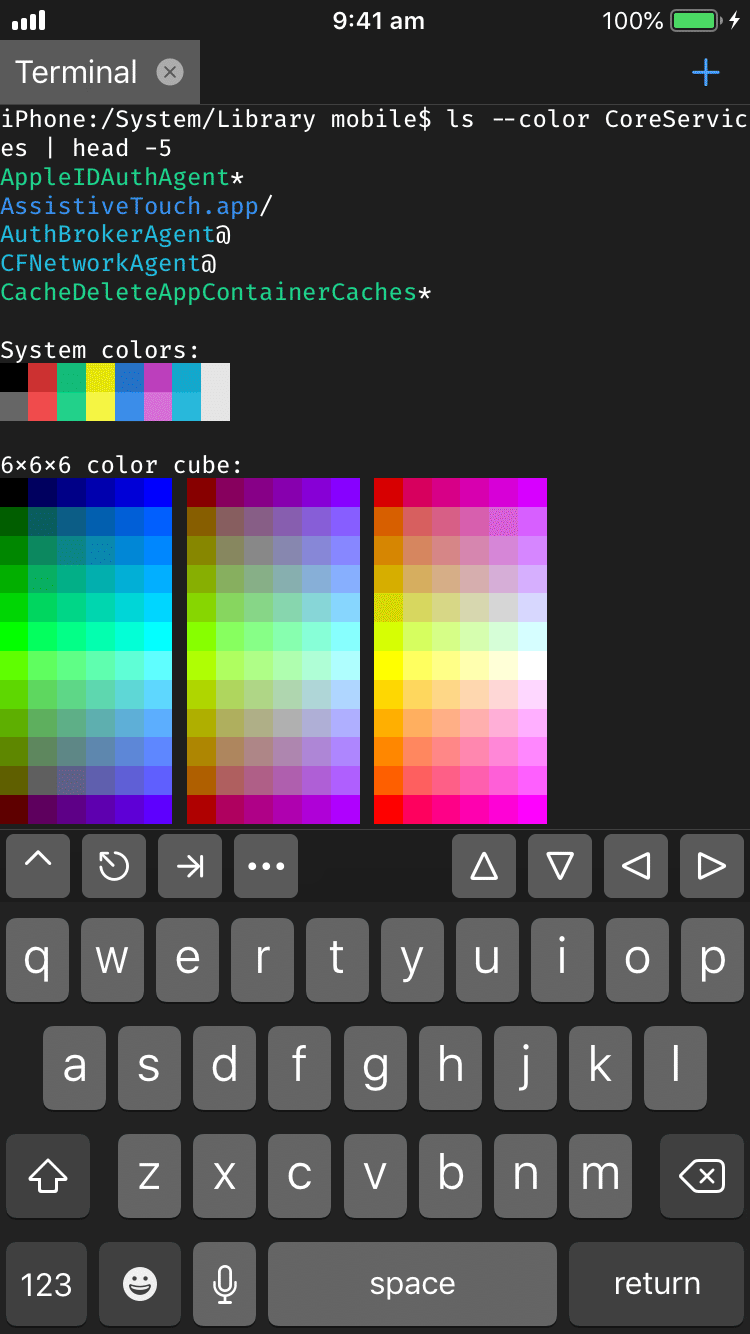 9:41 am
100%
Terminal
iPhone:/System/Library mobile$ ls --color CoreServic
es | head -5
AppleIDAuthAgent*
AssistiveTouch.app/
AuthBrokerAgent@
CFNetworkAgent@
CacheDeleteAppContainerCaches*
System colors:
6×6×6 color cube:
q w e r t y u i o p
a s d f g h j k l
z x c v b n m
123 space return